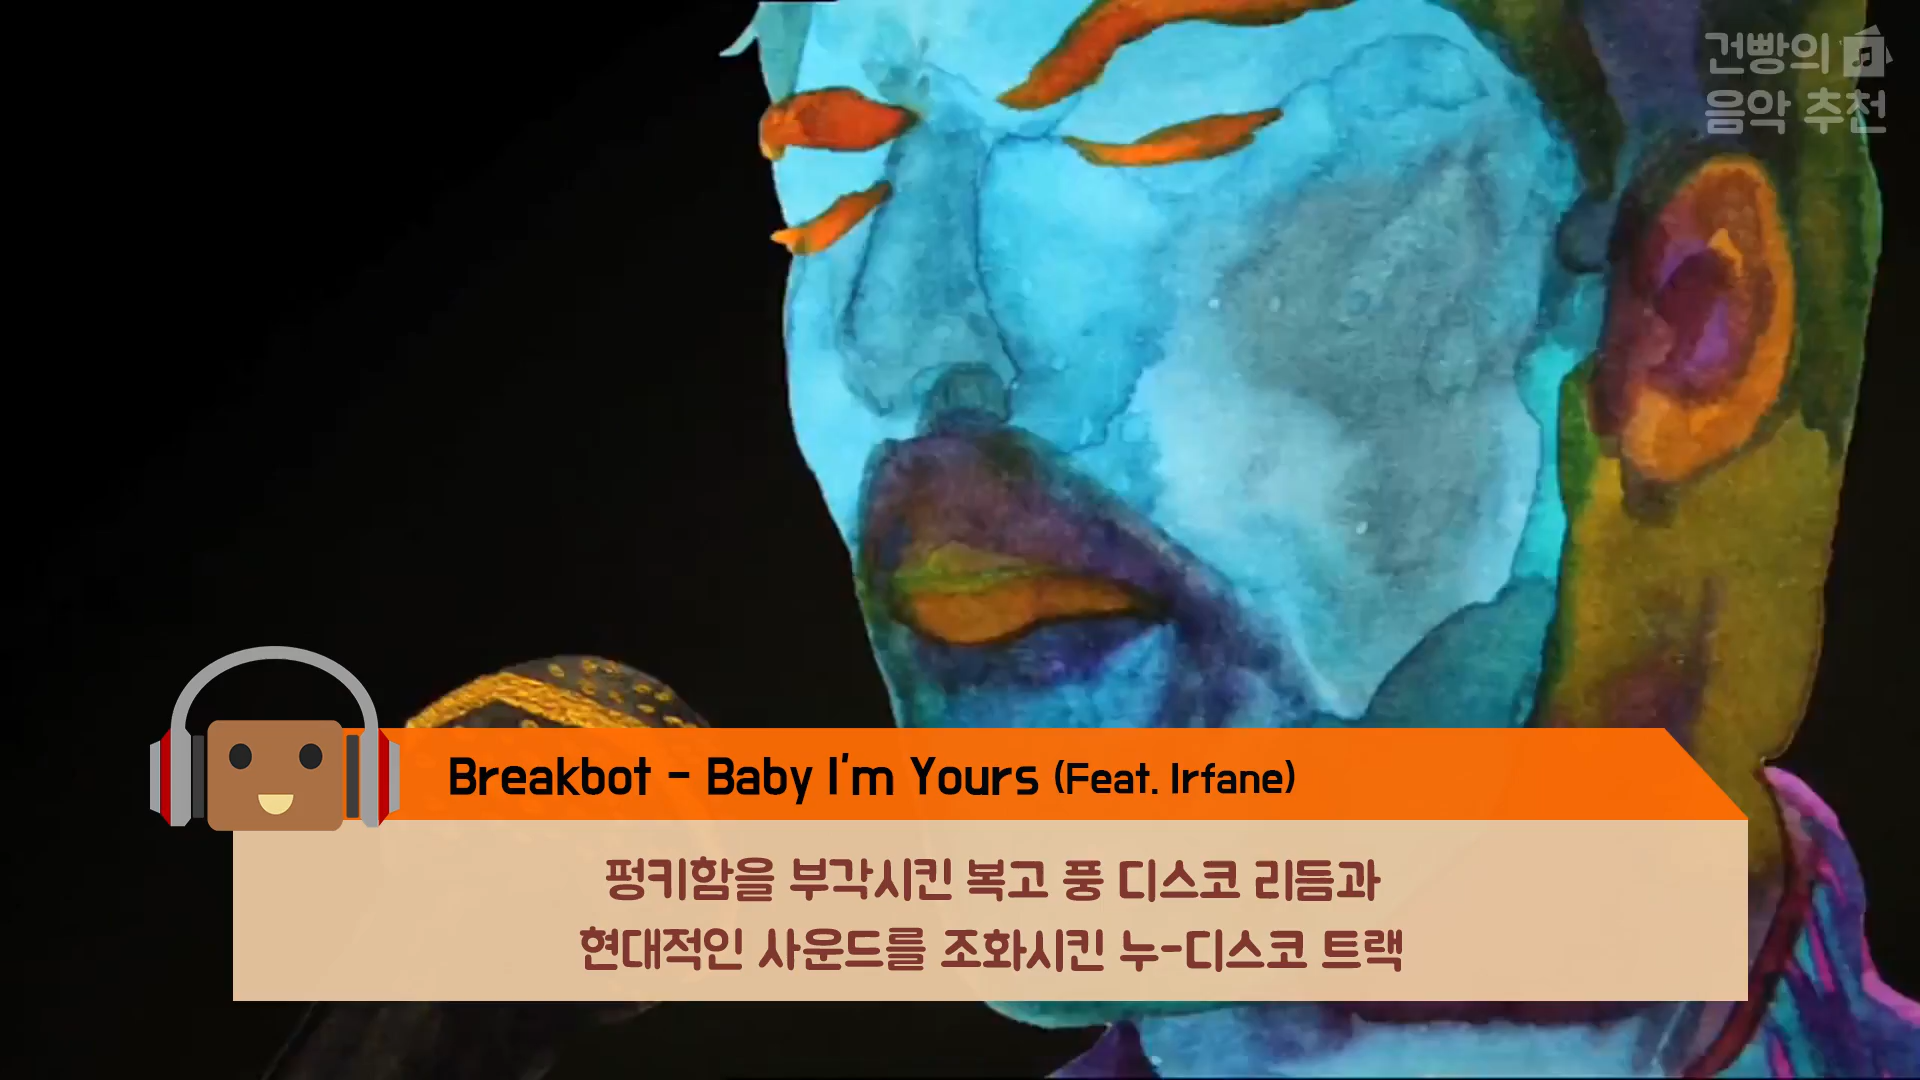 건빵의
음악 추천
Breakbot - Baby I'm Yours (Feat. Irfane)
펑키함을 부각시킨 복고 풍 디스코 리듬과
현대적인 사운드를 조화시킨 누-디스코 트랙